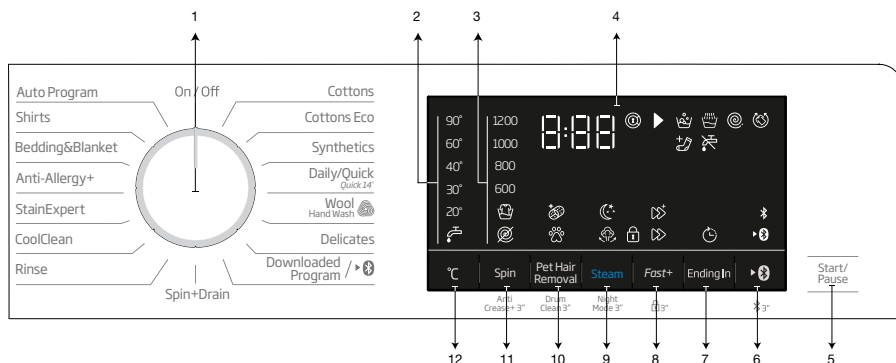 1
2
3
4
Auto Program
On / Off
Cottons
Shirts
Cottons Eco
Bedding&Blanket
Synthetics
Anti-Allergy+
Daily/Quick
Quick 14'
StainExpert
Wool
Hand Wash
CoolClean
Delicates
Rinse
Downloaded
Program /
Spin+Drain
90°
60°
40°
30°
20°
1200
1000
800
600
8:88
°C
Spin
Pet Hair
Removal
Steam
Fast+
Ending In
Anti
Crease+ 3"
Drum
Clean 3"
Night
Mode 3"
3"
3"
Start/
Pause
12
11
10
9
8
7
6
5